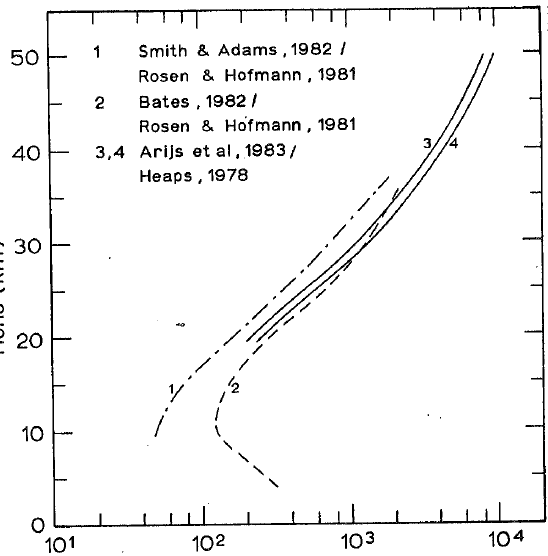 50
1 Smith & Adams, 1982 /
Rosen & Hofmann, 1981
2 Bates, 1982 /
Rosen & Hofmann, 1981
3,4 Arijs et al, 1983 /
Heaps, 1978
40
3 4
30
20
1 2
10
0
10¹ 10² 10³ 10⁴